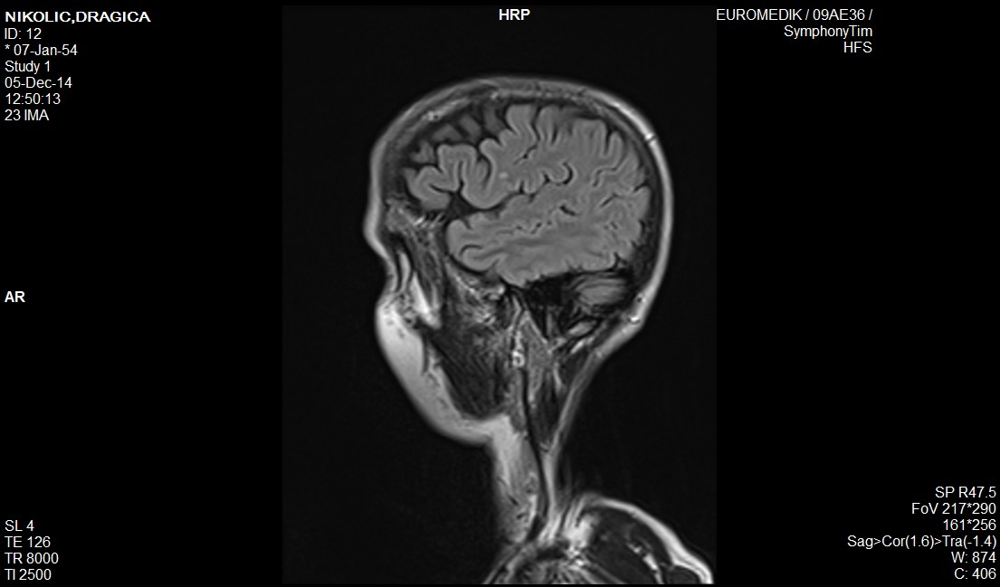 NIKOLIC,DRAGICA
ID: 12
* 07-Jan-54
Study 1
05-Dec-14
12:50:13
23 IMA
HRP
EUROMEDIK / 09AE36 /
SymphonyTim
HFS
AR
SL 4
TE 126
TR 8000
TI 2500
SP R47.5
FoV 217*290
161*256
Sag>Cor(1.6)>Tra(-1.4)
W: 874
C: 406